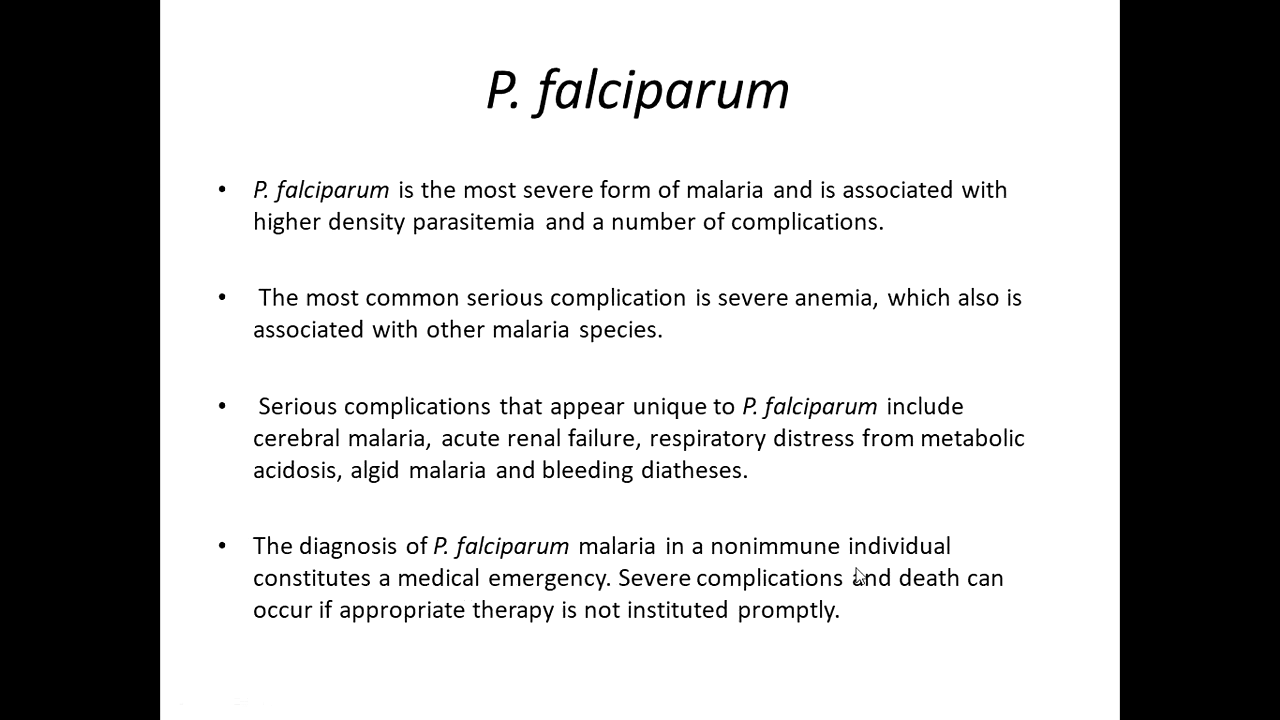 P. falciparum
• P. falciparum is the most severe form of malaria and is associated with
higher density parasitemia and a number of complications.
• The most common serious complication is severe anemia, which also is
associated with other malaria species.
• Serious complications that appear unique to P. falciparum include
cerebral malaria, acute renal failure, respiratory distress from metabolic
acidosis, algid malaria and bleeding diatheses.
• The diagnosis of P. falciparum malaria in a nonimmune individual
constitutes a medical emergency. Severe complications and death can
occur if appropriate therapy is not instituted promptly.